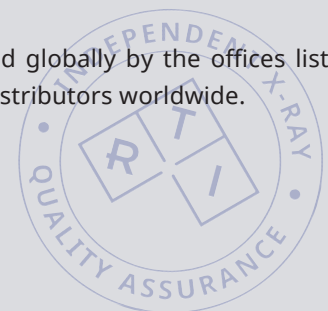 d globally by the offices list
stributors worldwide.
INDEPENDENT X-RAY
R T I
QUALITY ASSURANCE